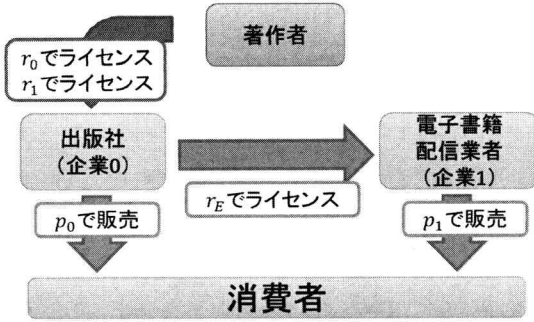 著作者
r₀でライセンス
r₁でライセンス
出版社
(企業0)
電子書籍
配信業者
(企業1)
r_Eでライセンス
p₀で販売
p₁で販売
消費者